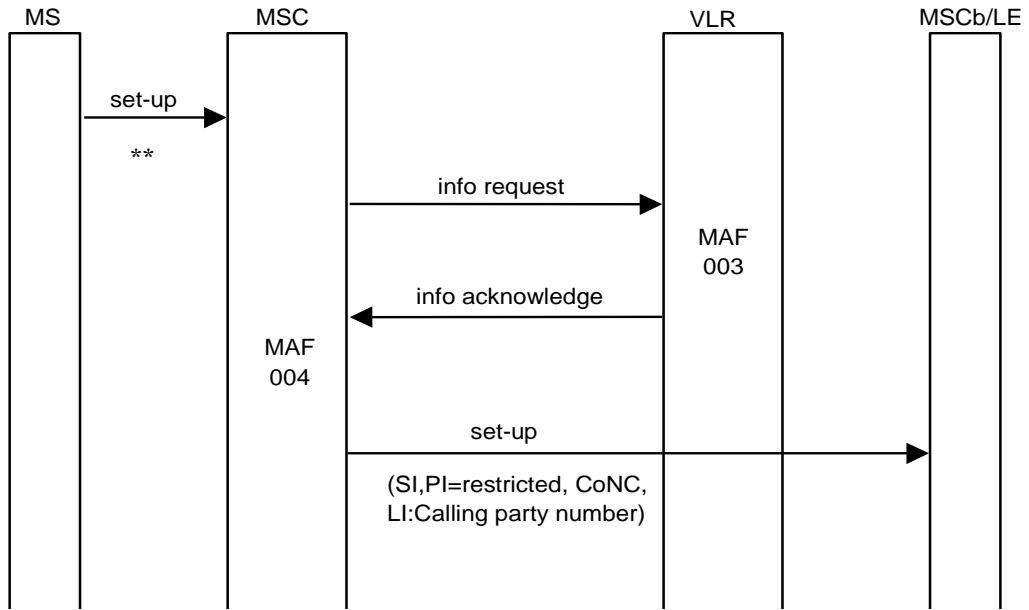 MS
MSC
VLR
MSCb/LE
set-up
**
info request
MAF
003
info acknowledge
MAF
004
set-up
(SI,PI=restricted, CoNC,
LI:Calling party number)